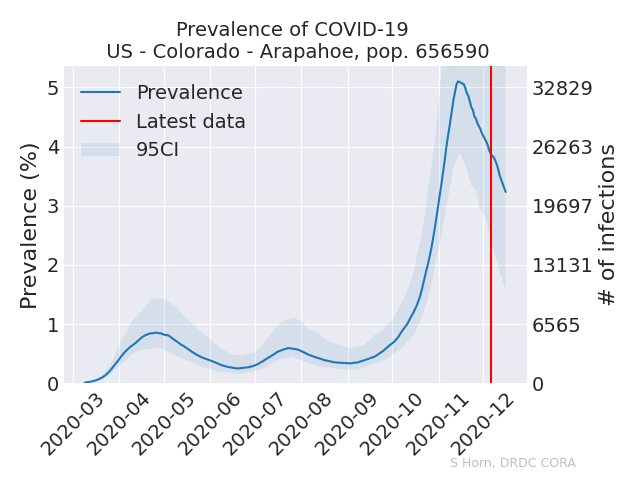 Prevalence of COVID-19
US - Colorado - Arapahoe, pop. 656590
Prevalence
Latest data
95CI
Prevalence (%)
5
4
3
2
1
0
32829
26263
19697
13131
6565
0
# of infections
2020-03
2020-04
2020-05
2020-06
2020-07
2020-08
2020-09
2020-10
2020-11
2020-12
S Horn, DRDC CORA